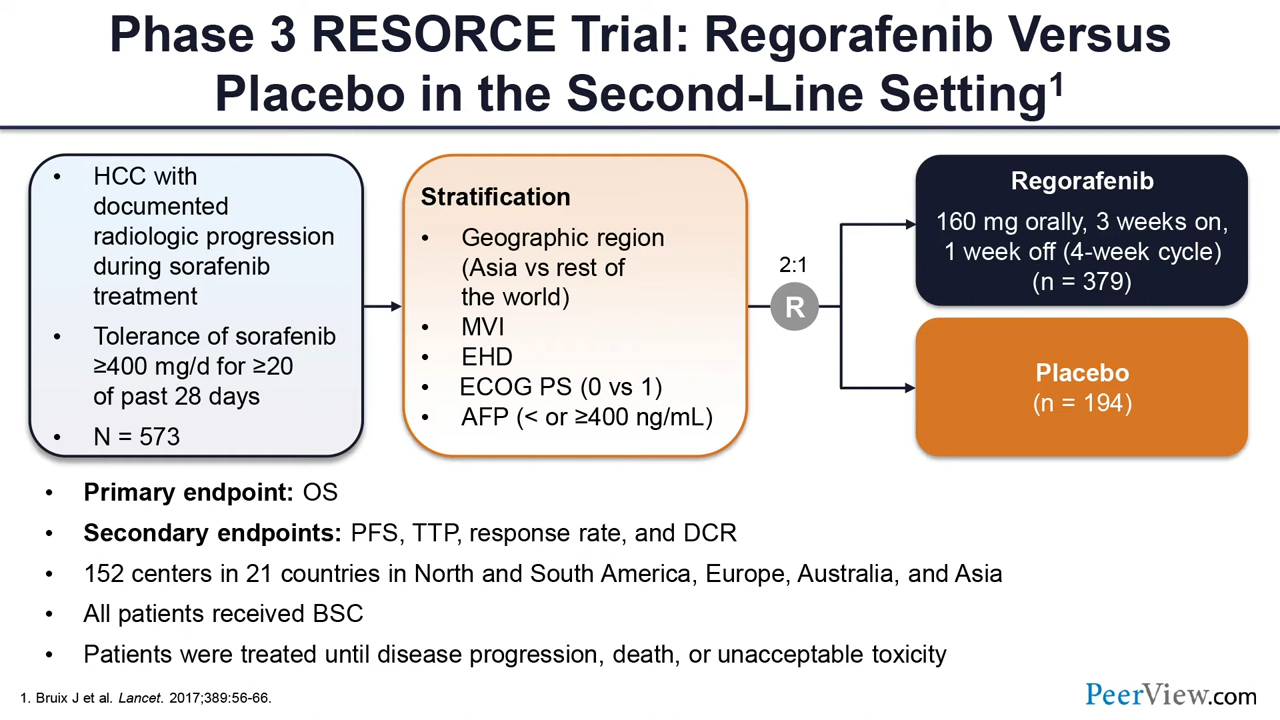 Phase 3 RESORCE Trial: Regorafenib Versus
Placebo in the Second-Line Setting¹
• HCC with
documented
radiologic progression
during sorafenib
treatment
• Tolerance of sorafenib
≥400 mg/d for ≥20
of past 28 days
• N = 573
Stratification
• Geographic region
(Asia vs rest of
the world)
• MVI
• EHD
• ECOG PS (0 vs 1)
• AFP (< or ≥400 ng/mL)
2:1
R
Regorafenib
160 mg orally, 3 weeks on,
1 week off (4-week cycle)
(n = 379)
Placebo
(n = 194)
• Primary endpoint: OS
• Secondary endpoints: PFS, TTP, response rate, and DCR
• 152 centers in 21 countries in North and South America, Europe, Australia, and Asia
• All patients received BSC
• Patients were treated until disease progression, death, or unacceptable toxicity
1. Bruix J et al. Lancet. 2017;389:56-66.
PeerView.com